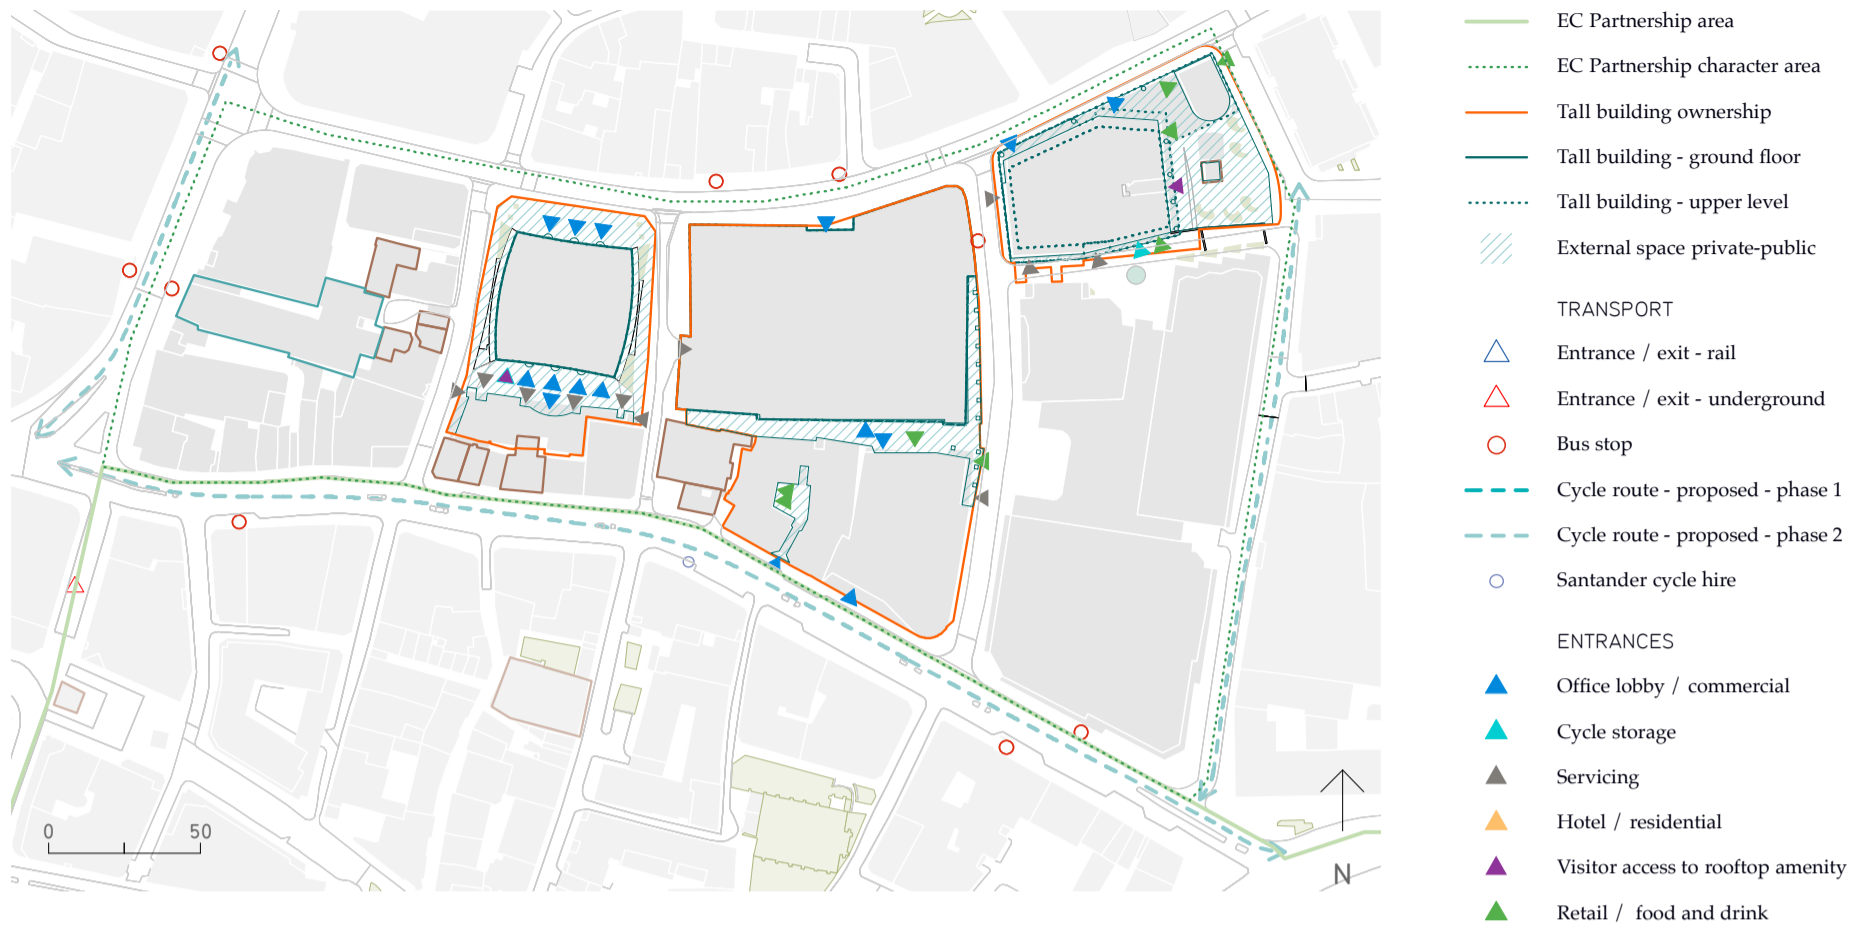 EC Partnership area
EC Partnership character area
Tall building ownership
Tall building - ground floor
Tall building - upper level
External space private-public
TRANSPORT
Entrance / exit - rail
Entrance / exit - underground
Bus stop
Cycle route - proposed - phase 1
Cycle route - proposed - phase 2
Santander cycle hire
ENTRANCES
Office lobby / commercial
Cycle storage
Servicing
Hotel / residential
Visitor access to rooftop amenity
Retail / food and drink
0 50
N